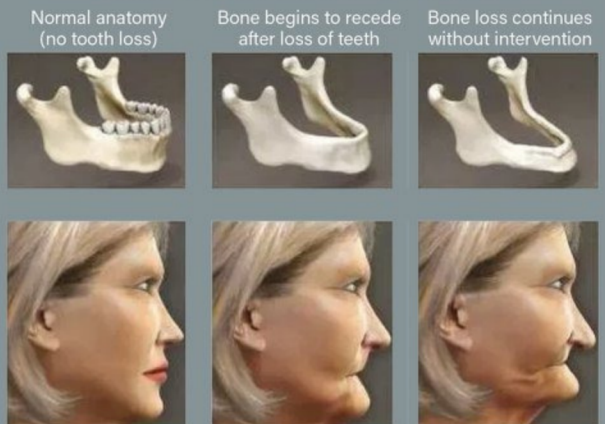 Normal anatomy
(no tooth loss)
Bone begins to recede
after loss of teeth
Bone loss continues
without intervention